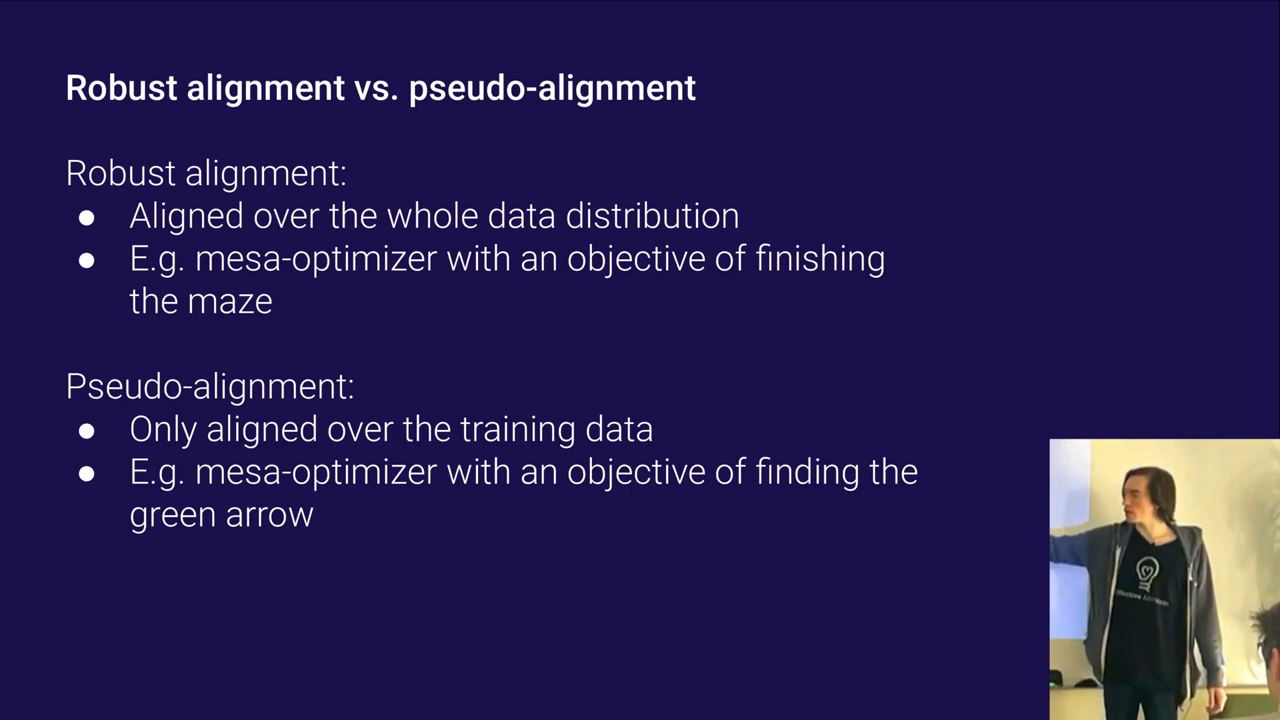 Robust alignment vs. pseudo-alignment
Robust alignment:
● Aligned over the whole data distribution
● E.g. mesa-optimizer with an objective of finishing
the maze
Pseudo-alignment:
● Only aligned over the training data
● E.g. mesa-optimizer with an objective of finding the
green arrow